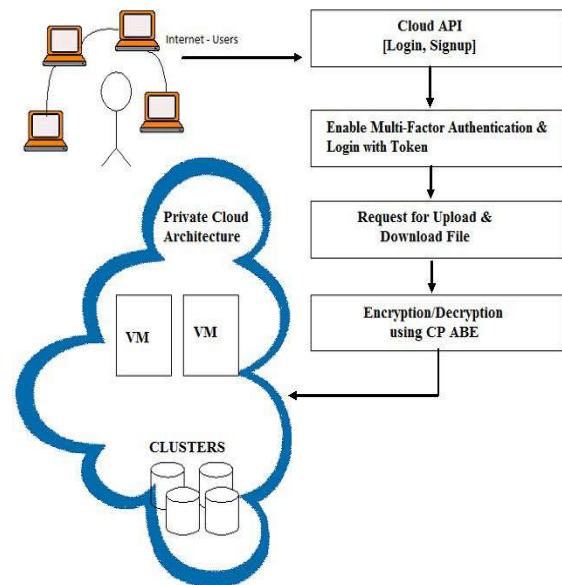 Internet - Users
Cloud API
[Login, Signup]
Enable Multi-Factor Authentication &
Login with Token
Request for Upload &
Download File
Encryption/Decryption
using CP ABE
Private Cloud
Architecture
VM
VM
CLUSTERS